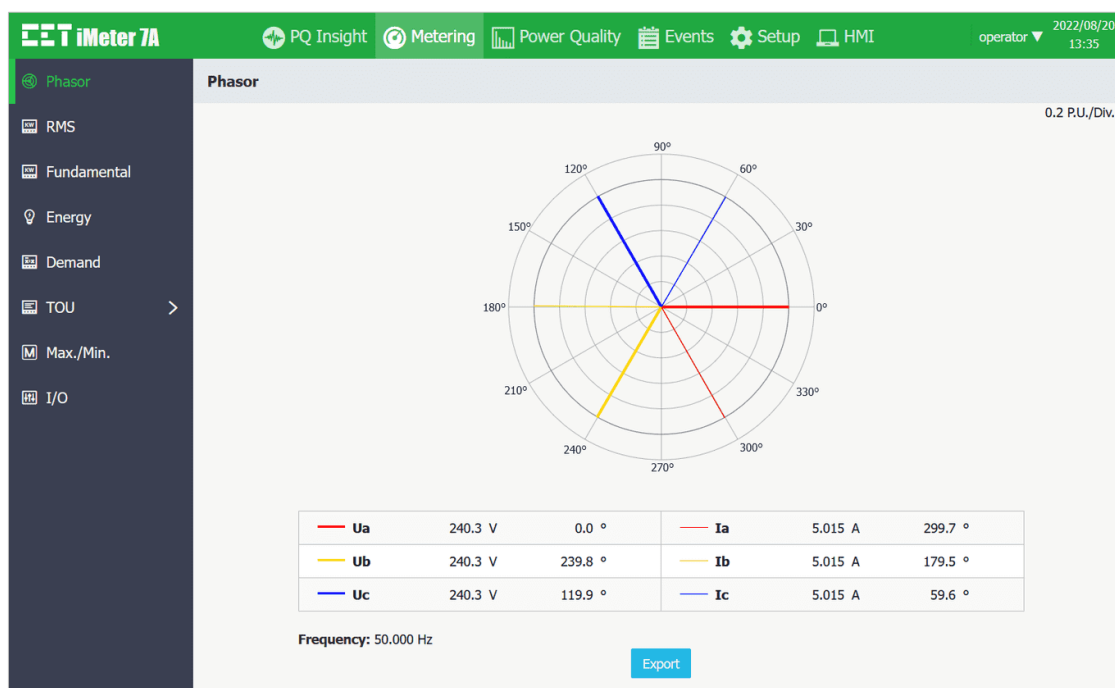 CET iMeter 7A
PQ Insight Metering Power Quality Events Setup HMI operator ▼ 2022/08/20
13:35
Phasor
RMS
Fundamental
Energy
Demand
TOU
Max./Min.
I/O
Phasor
0.2 P.U./Div.
90°
120° 60°
150° 30°
180° 0°
210° 330°
240° 300°
270°
Ua 240.3 V 0.0 ° Ia 5.015 A 299.7 °
Ub 240.3 V 239.8 ° Ib 5.015 A 179.5 °
Uc 240.3 V 119.9 ° Ic 5.015 A 59.6 °
Frequency: 50.000 Hz
Export